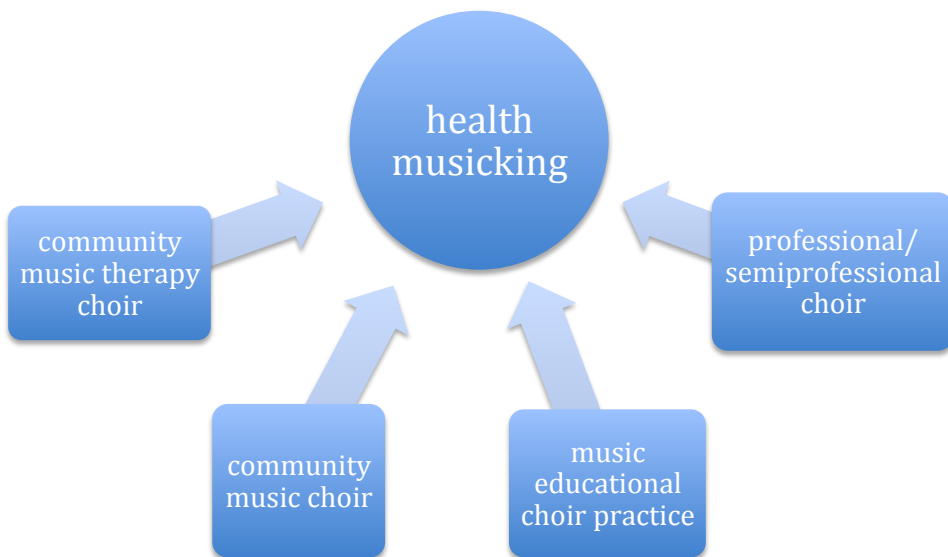 health
musicking
community
music therapy
choir
professional/
semiprofessional
choir
community
music choir
music
educational
choir practice